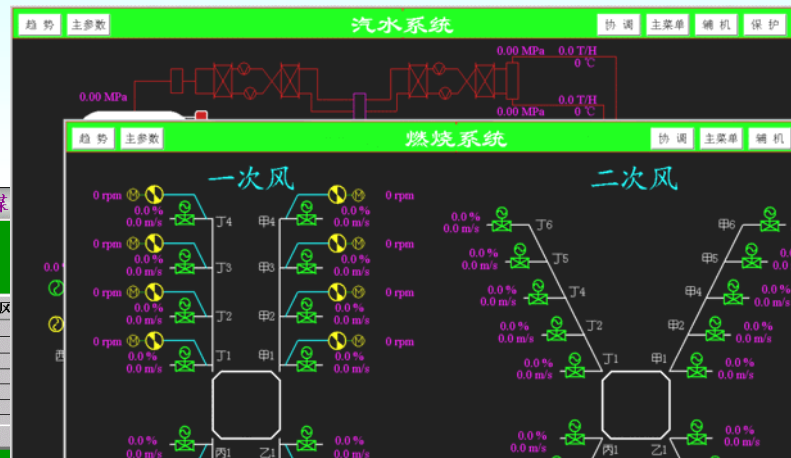 趋 势 主参数 汽水系统 协 调 主菜单 辅 机 保 护
0.00 MPa 0.0 T/H
0 ℃
0.00 MPa
0.0 T/H
0.00 MPa 0 ℃
趋 势 主参数 燃烧系统 协 调 主菜单 辅 机
一次风 二次风
0 rpm M M 0 rpm
0.0 % 0.0 %
0.0 m/s 丁4 甲4 0.0 m/s
0 rpm M M 0 rpm
0.0 % 0.0 %
0.0 m/s 丁3 甲3 0.0 m/s
0 rpm M M 0 rpm
0.0 % 0.0 %
0.0 m/s 丁2 甲2 0.0 m/s
0 rpm M M 0 rpm
0.0 % 0.0 %
0.0 m/s 丁1 甲1 0.0 m/s
0.0 % 0.0 %
0.0 m/s 丙1 乙1 0.0 m/s
0.0 %
0.0 m/s 丁6 甲6
0.0 %
0.0 m/s 丁5 甲5
0.0 % 0.0 %
0.0 m/s 丁4 甲4 0.0 m/s
0.0 % 0.0 %
0.0 m/s 丁2 甲2 0.0 m/s
0.0 % 0.0 %
0.0 m/s 丁1 甲1 0.0 m/s
0.0 % 0.0 %
0.0 m/s 丙1 乙1 0.0 m/s